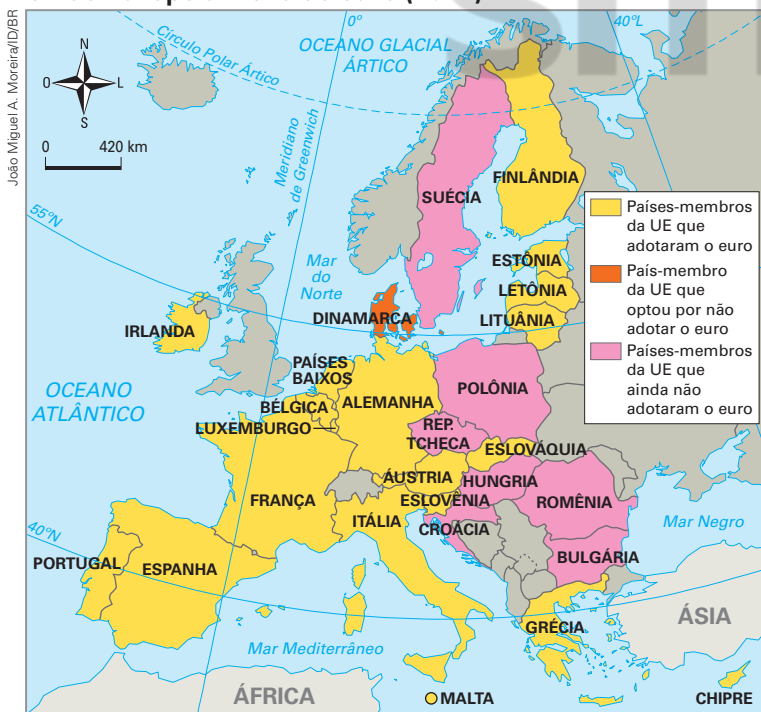 João Miguel A. Moreira/ID/BR
0°
40°L
OCEANO GLACIAL
ÁRTICO
Círculo Polar Ártico
N
O
L
S
0 420 km
Meridiano
de Greenwich
55°N
SUÉCIA
FINLÂNDIA
Mar
do
Norte
ESTÔNIA
LETÔNIA
LITUÂNIA
DINAMARCA
IRLANDA
PAÍSES
BAIXOS
OCEANO
ATLÂNTICO
BÉLGICA
ALEMANHA
POLÔNIA
LUXEMBURGO
REP.
TCHECA
ESLOVÁQUIA
ÁUSTRIA
HUNGRIA
FRANÇA
ESLOVÊNIA
ROMÊNIA
ITÁLIA
CROÁCIA
Mar Negro
40°N
BULGÁRIA
PORTUGAL
ESPANHA
ÁSIA
GRÉCIA
Mar Mediterrâneo
ÁFRICA
MALTA
CHIPRE
Países-membros
da UE que
adotaram o euro
País-membro
da UE que
optou por não
adotar o euro
Países-membros
da UE que
ainda não
adotaram o euro